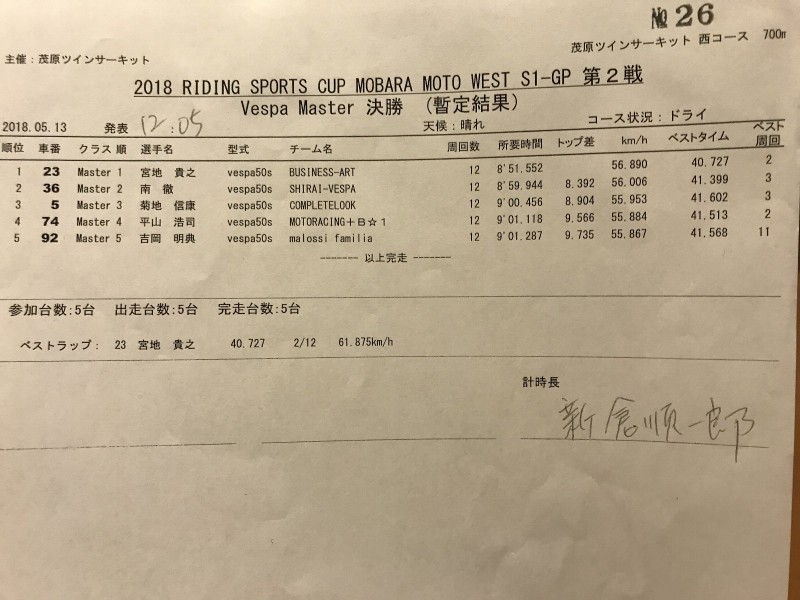 № 26
茂原ツインサーキット 西コース 700m
主催：茂原ツインサーキット
2018 RIDING SPORTS CUP MOBARA MOTO WEST S1-GP 第２戦
Vespa Master 決勝 （暫定結果）
2018.05.13 発表 12:05 天候：晴れ コース状況：ドライ
順位 車番 クラス 順 選手名 型式 チーム名 周回数 所要時間 トップ差 km/h ベストタイム ベスト周回
1 23 Master 1 宮地 貴之 vespa50s BUSINESS-ART 12 8'51.552 56.890 40.727 2
2 36 Master 2 南 徹 vespa50s SHIRAI-VESPA 12 8'59.944 8.392 56.006 41.399 3
3 5 Master 3 菊地 信康 vespa50s COMPLETELOOK 12 9'00.456 8.904 55.953 41.602 3
4 74 Master 4 平山 浩司 vespa50s MOTORACING＋B☆１ 12 9'01.118 9.566 55.884 41.513 2
5 92 Master 5 吉岡 明典 vespa50s malossi familia 12 9'01.287 9.735 55.867 41.568 11
------- 以上完走 -------
参加台数:5台 出走台数:5台 完走台数:5台
ベストラップ： 23 宮地 貴之 40.727 2/12 61.875km/h
計時長
新倉順一郎